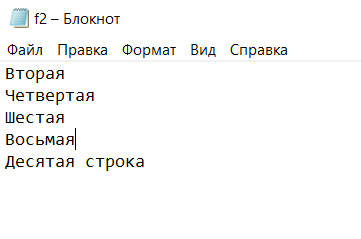 f2 – Блокнот
Файл Правка Формат Вид Справка
Вторая
Четвертая
Шестая
Восьмая
Десятая строка